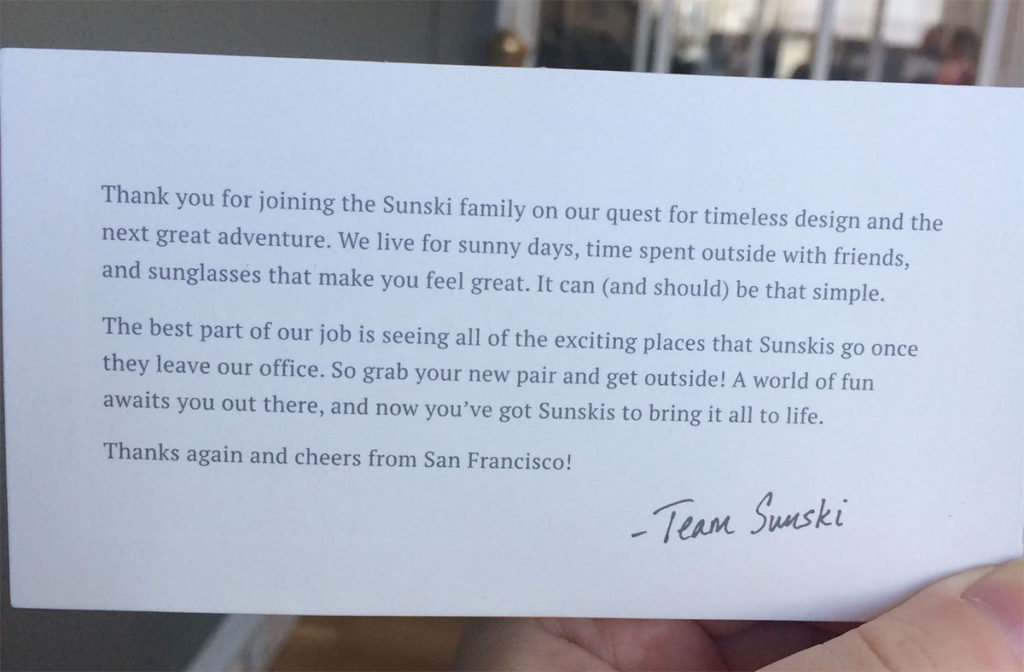 Thank you for joining the Sunski family on our quest for timeless design and the
next great adventure. We live for sunny days, time spent outside with friends,
and sunglasses that make you feel great. It can (and should) be that simple.
The best part of our job is seeing all of the exciting places that Sunskis go once
they leave our office. So grab your new pair and get outside! A world of fun
awaits you out there, and now you’ve got Sunskis to bring it all to life.
Thanks again and cheers from San Francisco!
- Team Sunski